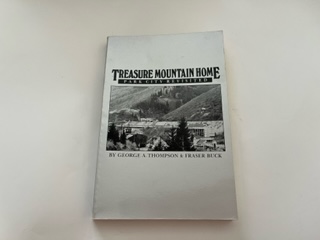 TREASURE MOUNTAIN HOME
PARK CITY REVISITED
BY GEORGE A. THOMPSON & FRASER BUCK